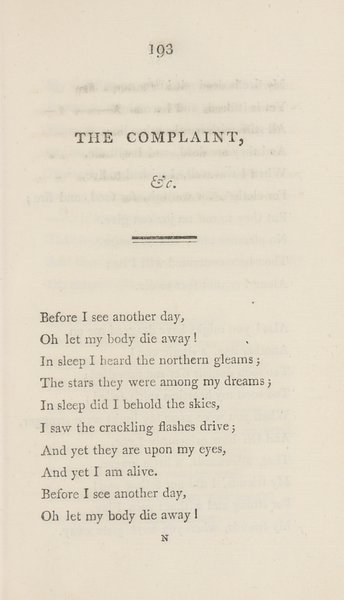 193
THE COMPLAINT,
&c.
Before I see another day,
Oh let my body die away!
In sleep I heard the northern gleams;
The stars they were among my dreams;
In sleep did I behold the skies,
I saw the crackling flashes drive;
And yet they are upon my eyes,
And yet I am alive.
Before I see another day,
Oh let my body die away!
N